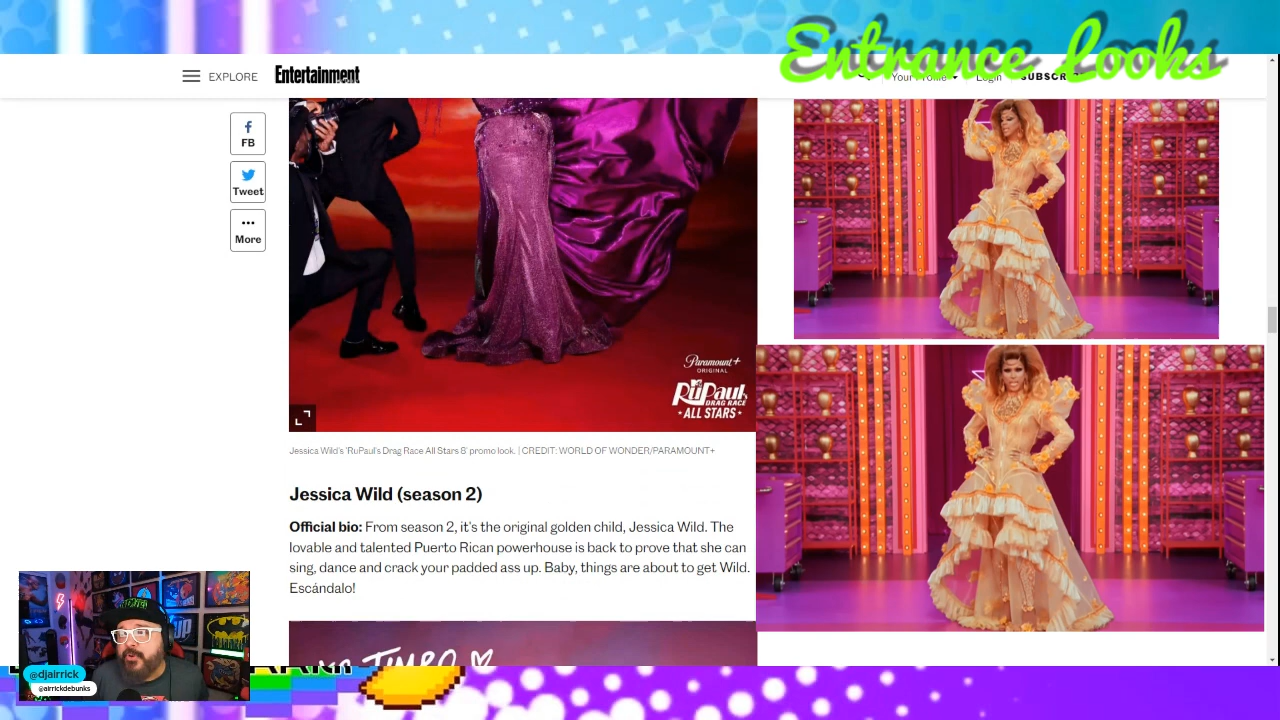 Entrance Looks
EXPLORE
Entertainment
Your Profile
Login
SUBSCRI
FB
Tweet
More
Paramount+
ORIGINAL
RuPaul's
DRAG RACE
ALL STARS
Jessica Wild's 'RuPaul's Drag Race All Stars 8' promo look. | CREDIT: WORLD OF WONDER/PARAMOUNT+
Jessica Wild (season 2)
Official bio: From season 2, it's the original golden child, Jessica Wild. The
lovable and talented Puerto Rican powerhouse is back to prove that she can
sing, dance and crack your padded ass up. Baby, things are about to get Wild.
Escándalo!
@djairrick
@airrickdebunks